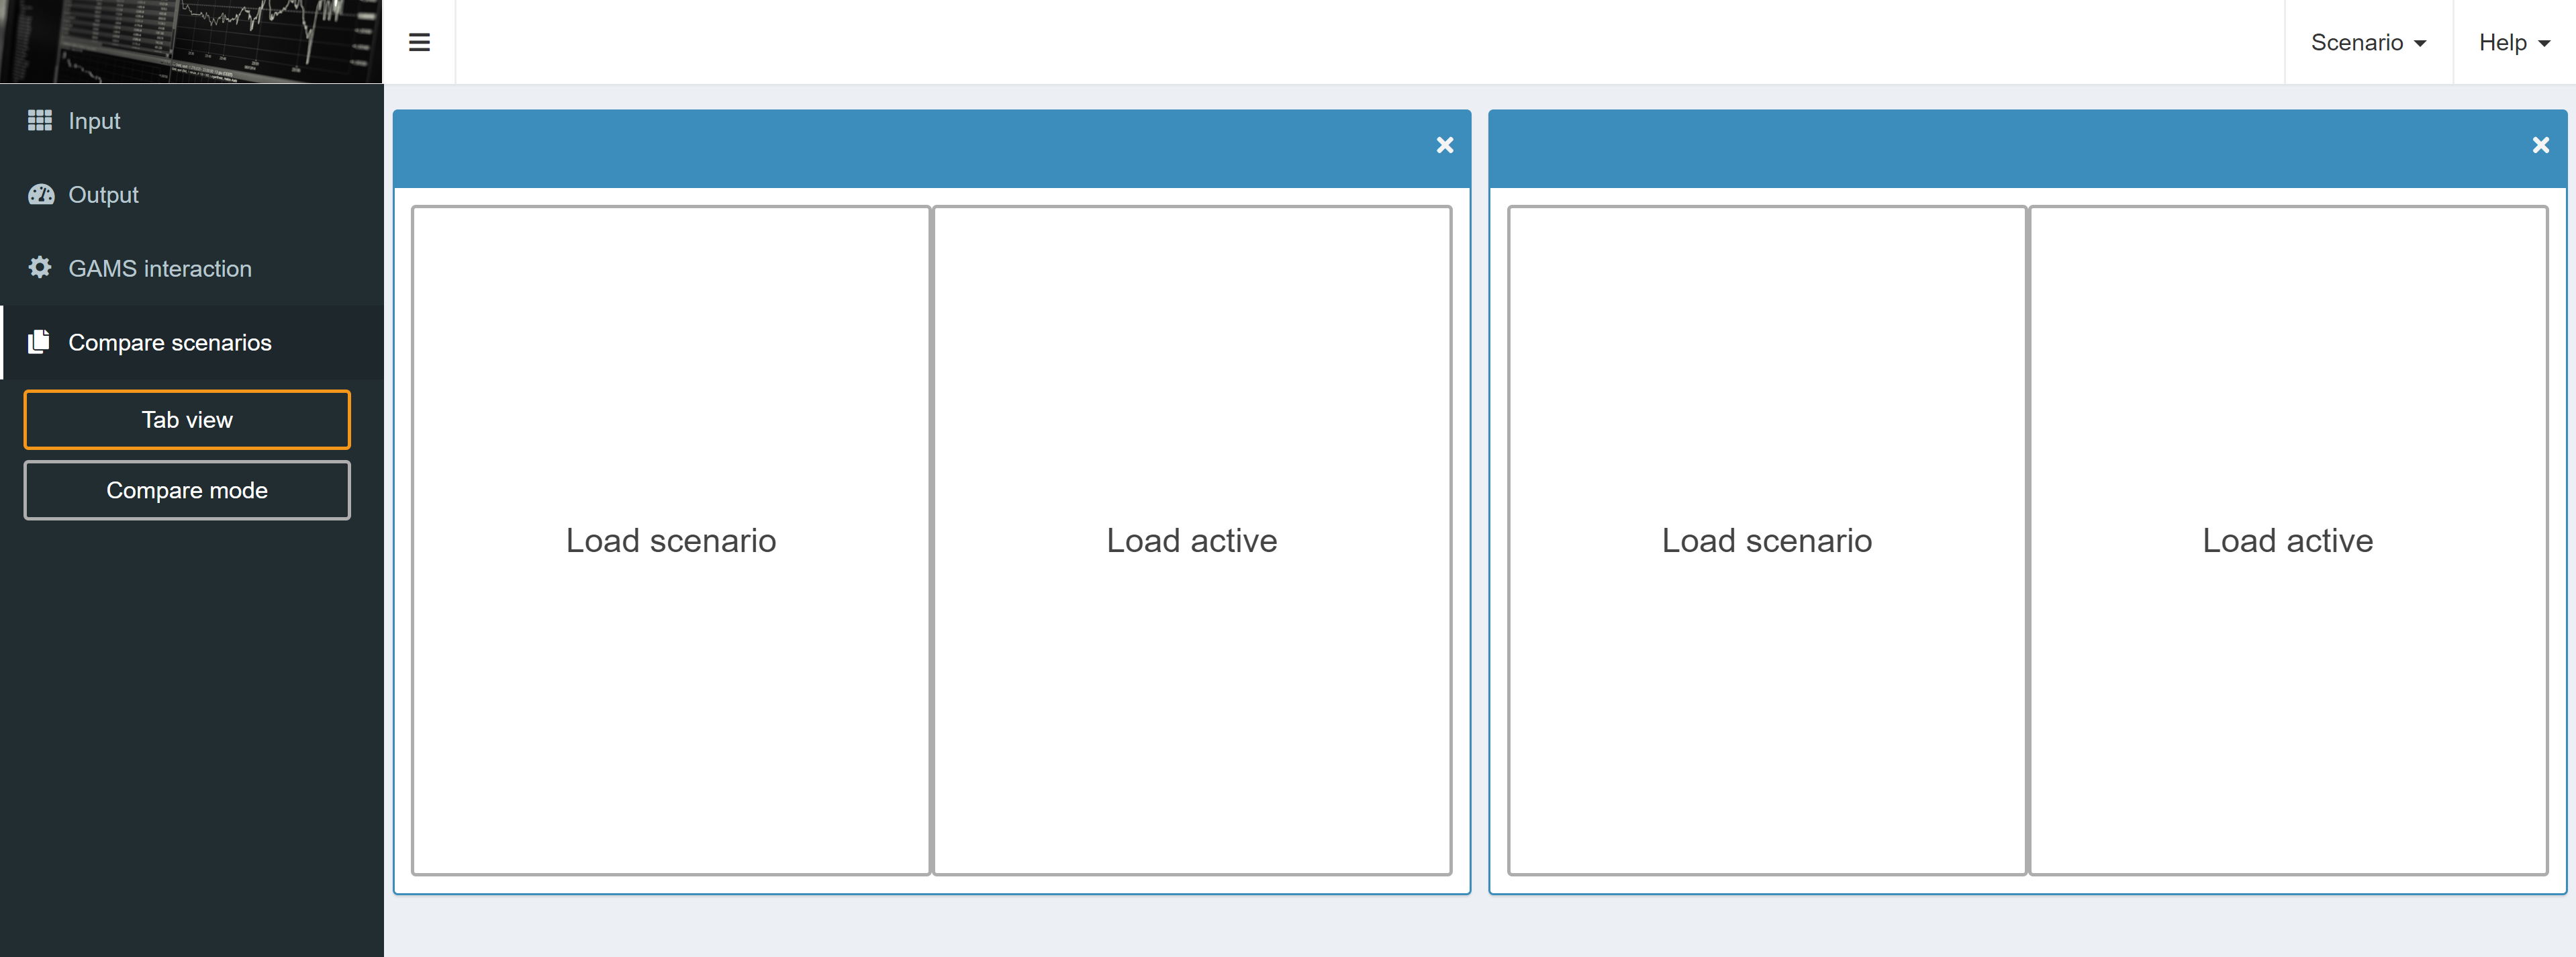 Scenario
Help
Input
Output
GAMS interaction
Compare scenarios
Tab view
Compare mode
Load scenario
Load active
Load scenario
Load active